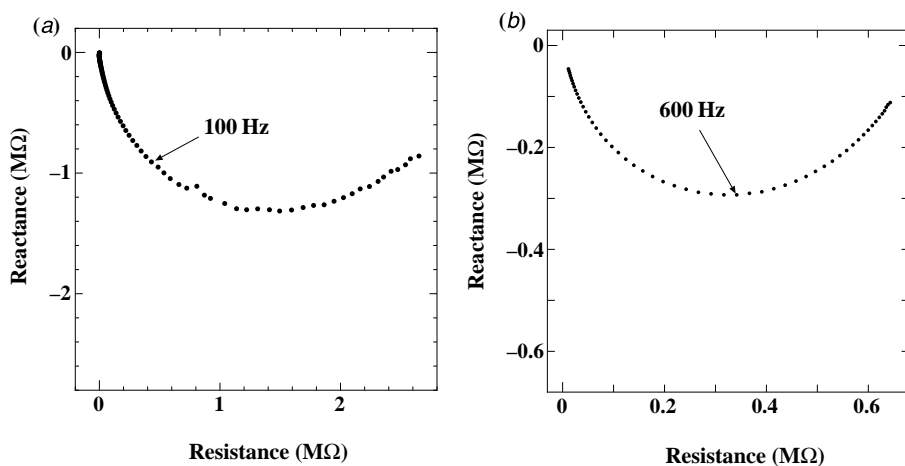 (a)
0
−1
−2
Reactance (MΩ)
100 Hz
0 1 2
Resistance (MΩ)
(b)
0
−0.2
−0.4
−0.6
Reactance (MΩ)
600 Hz
0 0.2 0.4 0.6
Resistance (MΩ)